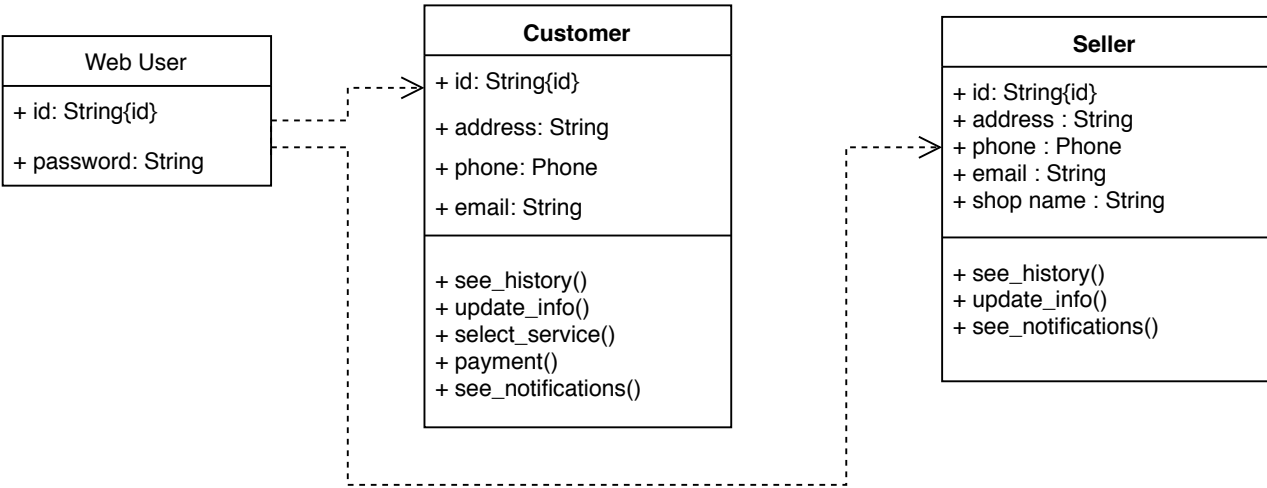 Web User
+ id: String{id}
+ password: String
Customer
+ id: String{id}
+ address: String
+ phone: Phone
+ email: String
+ see_history()
+ update_info()
+ select_service()
+ payment()
+ see_notifications()
Seller
+ id: String{id}
+ address : String
+ phone : Phone
+ email : String
+ shop name : String
+ see_history()
+ update_info()
+ see_notifications()